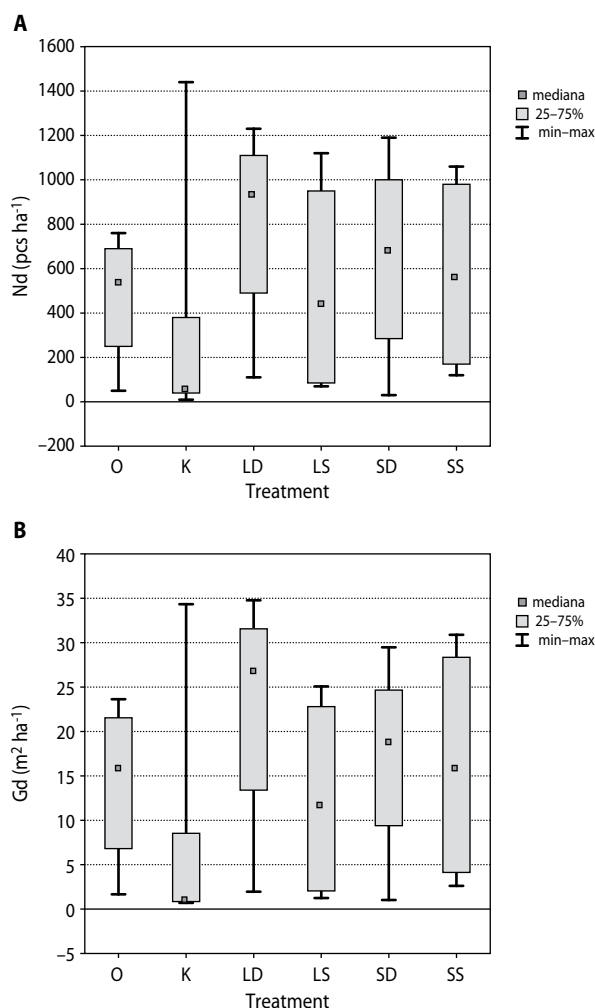 A
1600
1400
1200
1000
800
600
400
200
0
–200
Nd (pcs ha⁻¹)
O K LD LS SD SS
Treatment
mediana
25–75%
min–max
B
40
35
30
25
20
15
10
5
0
–5
Gd (m² ha⁻¹)
O K LD LS SD SS
Treatment
mediana
25–75%
min–max